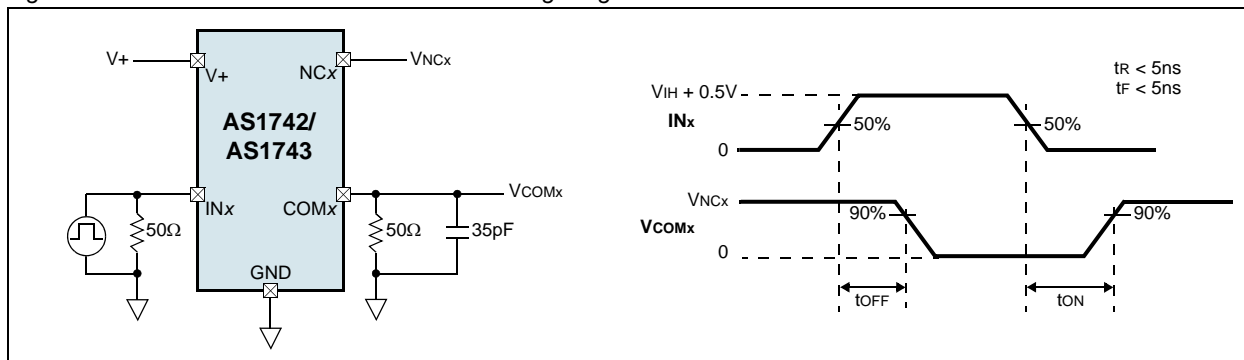 V+
V+
NCx
VNCx
AS1742/
AS1743
INx
COMx
VCOMx
50Ω
50Ω
35pF
GND
tR < 5ns
tF < 5ns
VIH + 0.5V
INx
50%
50%
0
VNCx
90%
90%
VCOMx
0
tOFF
tON